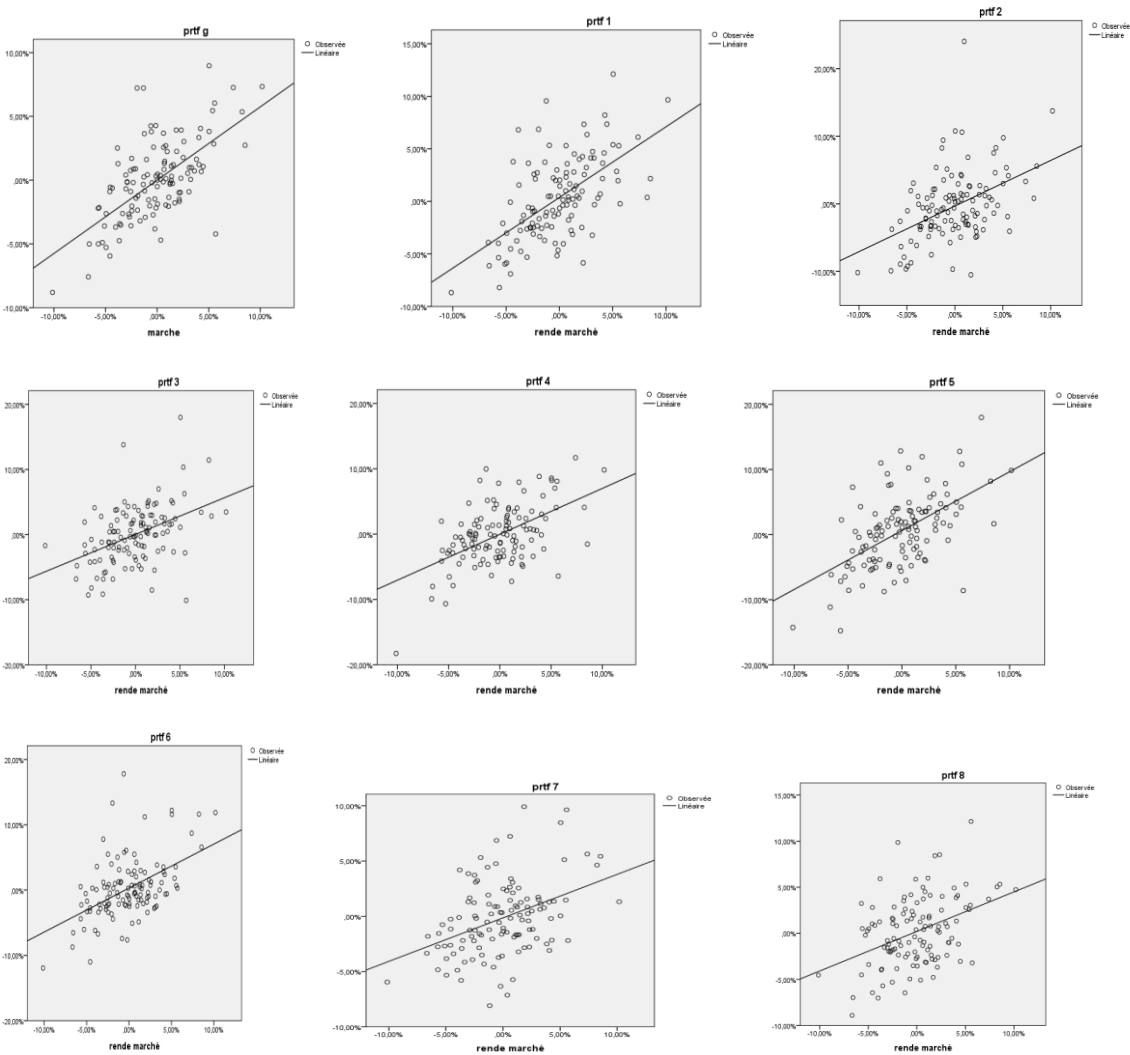 prtf g
○ Observée
— Linéaire
10,00%
5,00%
,00%
-5,00%
-10,00%
-10,00% -5,00% ,00% 5,00% 10,00%
marche
prtf 1
○ Observée
— Linéaire
15,00%
10,00%
5,00%
,00%
-5,00%
-10,00%
-10,00% -5,00% ,00% 5,00% 10,00%
rende marché
prtf 2
○ Observée
— Linéaire
20,00%
10,00%
,00%
-10,00%
-10,00% -5,00% ,00% 5,00% 10,00%
rende marché
prtf 3
○ Observée
— Linéaire
20,00%
10,00%
,00%
-10,00%
-20,00%
-10,00% -5,00% ,00% 5,00% 10,00%
rende marché
prtf 4
○ Observée
— Linéaire
20,00%
10,00%
,00%
-10,00%
-20,00%
-10,00% -5,00% ,00% 5,00% 10,00%
rende marché
prtf 5
○ Observée
— Linéaire
20,00%
10,00%
,00%
-10,00%
-20,00%
-10,00% -5,00% ,00% 5,00% 10,00%
rende marché
prtf 6
○ Observée
— Linéaire
20,00%
10,00%
,00%
-10,00%
-20,00%
-10,00% -5,00% ,00% 5,00% 10,00%
rende marché
prtf 7
○ Observée
— Linéaire
10,00%
5,00%
,00%
-5,00%
-10,00%
-10,00% -5,00% ,00% 5,00% 10,00%
rende marché
prtf 8
○ Observée
— Linéaire
15,00%
10,00%
5,00%
,00%
-5,00%
-10,00%
-10,00% -5,00% ,00% 5,00% 10,00%
rende marché